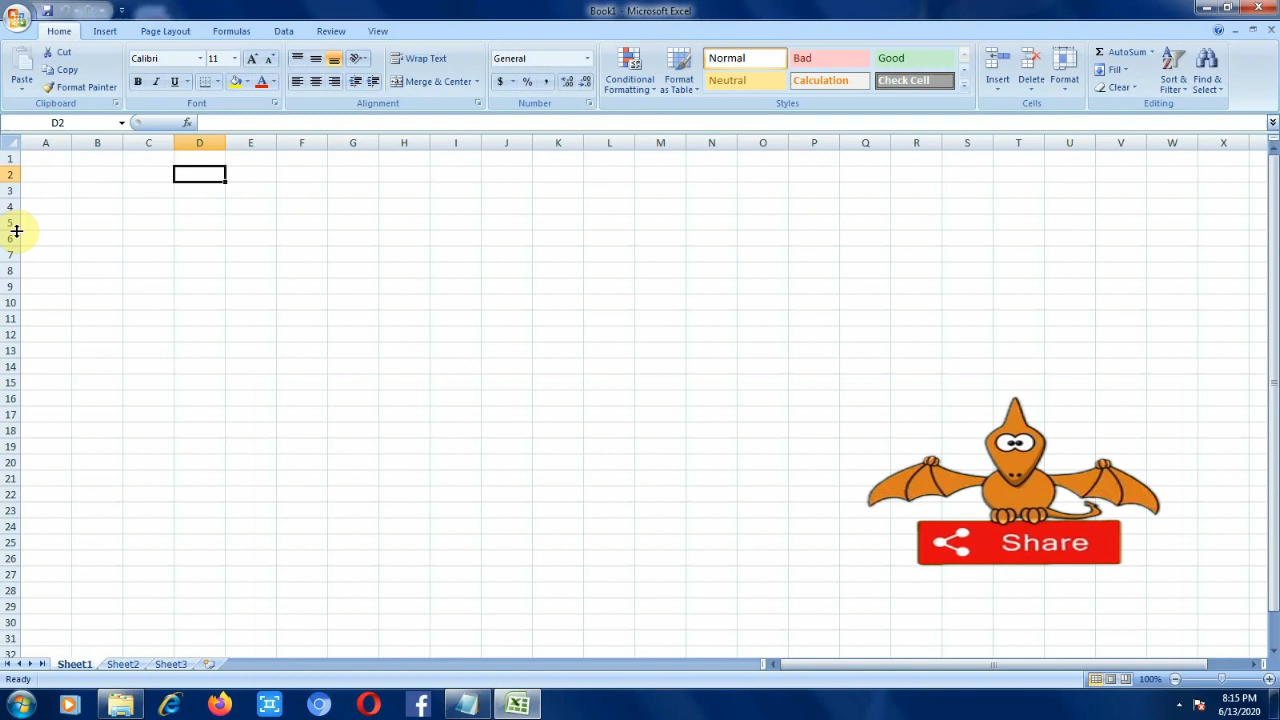 Book1 - Microsoft Excel
Home Insert Page Layout Formulas Data Review View
Paste
Cut
Copy
Format Painter
Clipboard
Calibri 11
B I U
Font
Wrap Text
Merge & Center
Alignment
General
$ % ,
Number
Conditional Formatting
Format as Table
Normal Bad Good
Neutral Calculation Check Cell
Styles
Insert Delete Format
Cells
AutoSum
Fill
Clear
Sort & Filter
Find & Select
Editing
D2 fx
A B C D E F G H I J K L M N O P Q R S T U V W X
1
2
3
4
5
6
7
8
9
10
11
12
13
14
15
16
17
18
19
20
21
22
23
24
25
26
27
28
29
30
31
32
Share
Sheet1 Sheet2 Sheet3
Ready 100%
8:15 PM
6/13/2020